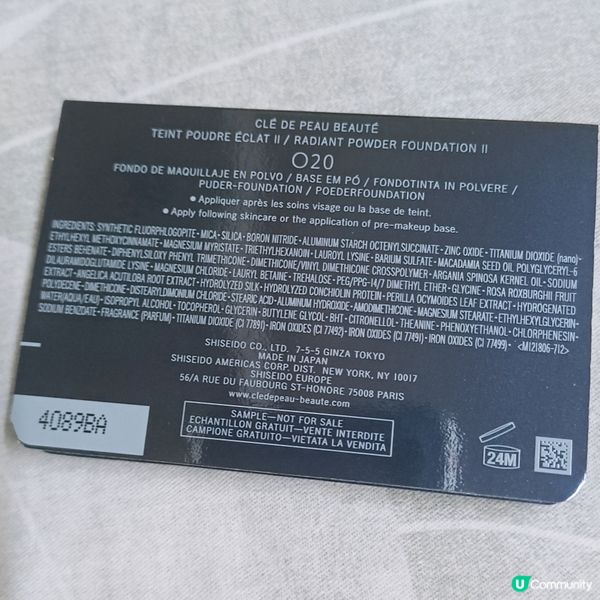 CLÉ DE PEAU BEAUTÉ
TEINT POUDRE ÉCLAT II / RADIANT POWDER FOUNDATION II
O20
FONDO DE MAQUILLAJE EN POLVO / BASE EM PÓ / FONDOTINTA IN POLVERE /
PUDER-FOUNDATION / POEDERFOUNDATION
● Appliquer après les soins visage ou la base de teint.
● Apply following skincare or the application of pre-makeup base.
INGREDIENTS: SYNTHETIC FLUORPHLOGOPITE · MICA · SILICA · BORON NITRIDE · ALUMINUM STARCH OCTENYLSUCCINATE · ZINC OXIDE · TITANIUM DIOXIDE (nano) ·
ETHYLHEXYL METHOXYCINNAMATE · MAGNESIUM MYRISTATE · TRIETHYLHEXANOIN · LAUROYL LYSINE · BARIUM SULFATE · MACADAMIA SEED OIL POLYGLYCERYL-6
ESTERS BEHENATE · DIPHENYLSILOXY PHENYL TRIMETHICONE · DIMETHICONE/VINYL DIMETHICONE CROSSPOLYMER · ARGANIA SPINOSA KERNEL OIL · SODIUM
DILAURAMIDOGLUTAMIDE LYSINE · MAGNESIUM CHLORIDE · LAURYL BETAINE · TREHALOSE · PEG/PPG-14/7 DIMETHYL ETHER · GLYCINE · ROSA ROXBURGHII FRUIT
EXTRACT · ANGELICA ACUTILOBA ROOT EXTRACT · HYDROLYZED SILK · HYDROLYZED CONCHIOLIN PROTEIN · PERILLA OCYMOIDES LEAF EXTRACT · HYDROGENATED
POLYDECENE · DIMETHICONE · DISTEARYLDIMONIUM CHLORIDE · STEARIC ACID · ALUMINUM HYDROXIDE · AMODIMETHICONE · MAGNESIUM STEARATE · ETHYLHEXYLGLYCERIN ·
WATER(AQUA/EAU) · ISOPROPYL ALCOHOL · TOCOPHEROL · GLYCERIN · BUTYLENE GLYCOL · BHT · CITRONELLOL · THEANINE · PHENOXYETHANOL · CHLORPHENESIN ·
SODIUM BENZOATE · FRAGRANCE (PARFUM) · TITANIUM DIOXIDE (CI 77891) · IRON OXIDES (CI 77492) · IRON OXIDES (CI 77491) · IRON OXIDES (CI 77499) · <M121806-712>
SHISEIDO CO., LTD. 7-5-5 GINZA TOKYO
MADE IN JAPAN
SHISEIDO AMERICAS CORP. DIST. NEW YORK, NY 10017
SHISEIDO EUROPE
56/A RUE DU FAUBOURG ST-HONORE 75008 PARIS
www.cledepeau-beaute.com
4089BA
SAMPLE—NOT FOR SALE
ECHANTILLON GRATUIT—VENTE INTERDITE
CAMPIONE GRATUITO—VIETATA LA VENDITA
24M
U Community